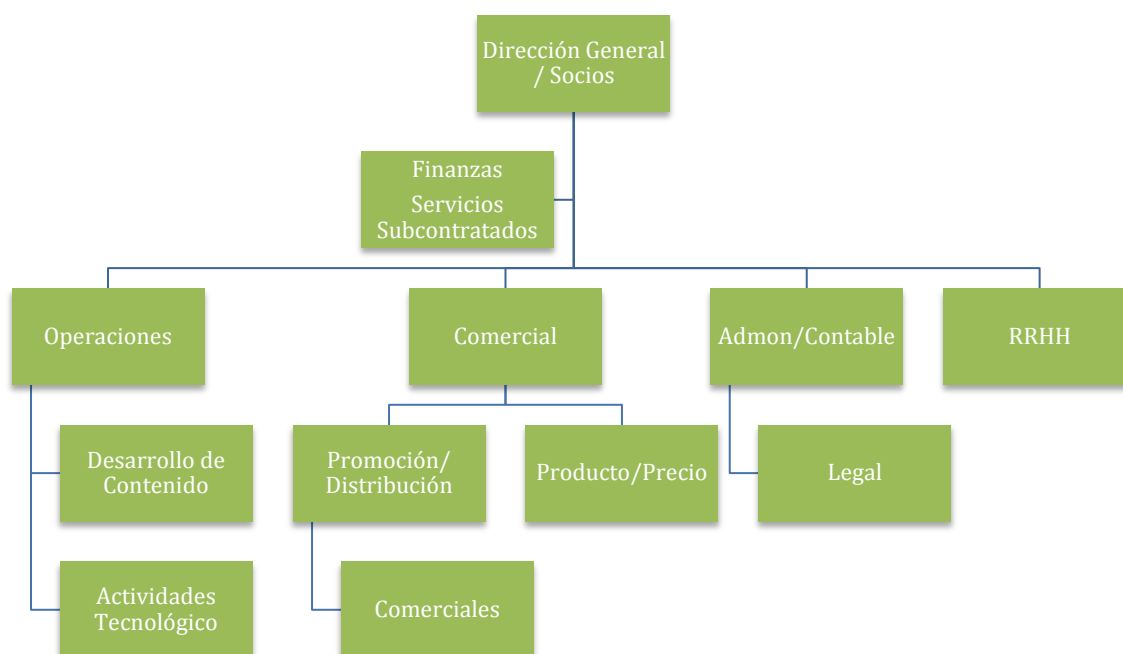 Dirección General
/ Socios
Finanzas
Servicios
Subcontratados
Operaciones
Comercial
Admon/Contable
RRHH
Desarrollo de
Contenido
Promoción/
Distribución
Producto/Precio
Legal
Actividades
Tecnológico
Comerciales